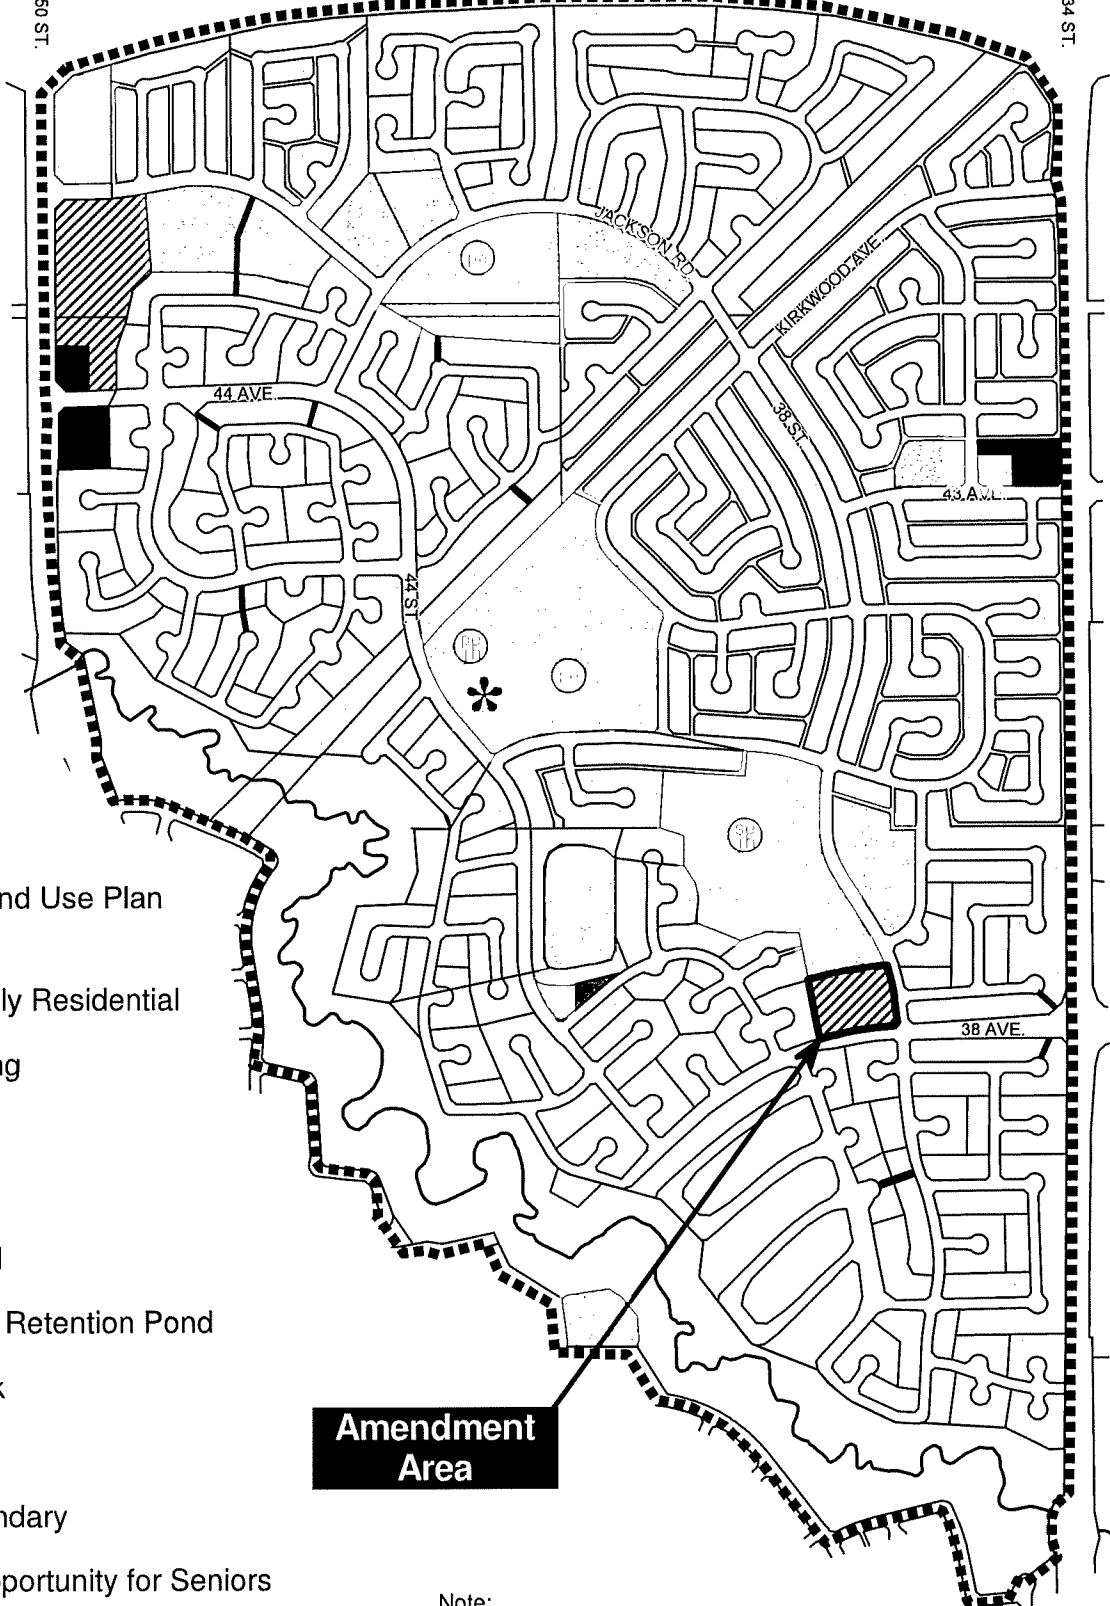 50 ST.
34 ST.
JACKSON RD.
KIRKWOOD AVE.
44 AVE.
38 ST.
43 AVE.
44 ST.
38 AVE.
nd Use Plan
ly Residential
ng
Retention Pond
k
Amendment
Area
ndary
portunity for Seniors
Note: